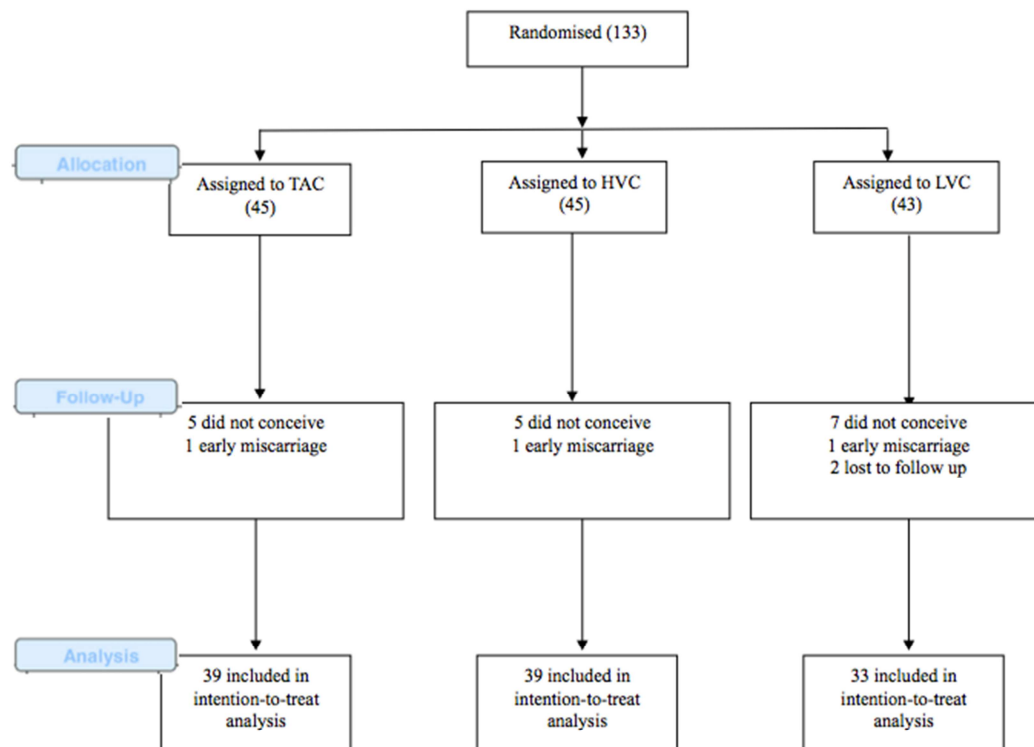 Randomised (133)
Allocation
Assigned to TAC
(45)
Assigned to HVC
(45)
Assigned to LVC
(43)
Follow-Up
5 did not conceive
1 early miscarriage
5 did not conceive
1 early miscarriage
7 did not conceive
1 early miscarriage
2 lost to follow up
Analysis
39 included in
intention-to-treat
analysis
39 included in
intention-to-treat
analysis
33 included in
intention-to-treat
analysis